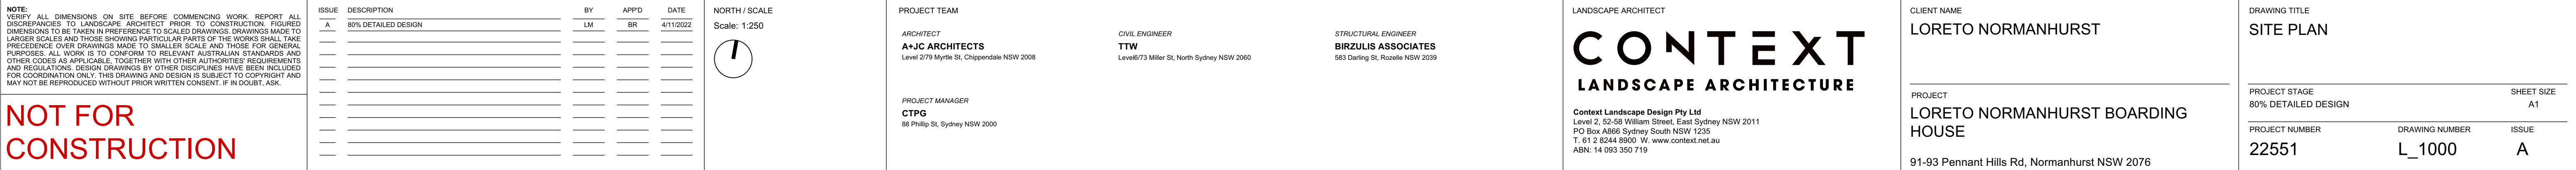 NOTE:
VERIFY ALL DIMENSIONS ON SITE BEFORE COMMENCING WORK. REPORT ALL
DISCREPANCIES TO LANDSCAPE ARCHITECT PRIOR TO CONSTRUCTION. FIGURED
DIMENSIONS TO BE TAKEN IN PREFERENCE TO SCALED DRAWINGS. DRAWINGS MADE TO
LARGER SCALES AND THOSE SHOWING PARTICULAR PARTS OF THE WORKS SHALL TAKE
PRECEDENCE OVER DRAWINGS MADE TO SMALLER SCALE AND THOSE FOR GENERAL
PURPOSES. ALL WORK IS TO CONFORM TO RELEVANT AUSTRALIAN STANDARDS AND
OTHER CODES AS APPLICABLE, TOGETHER WITH OTHER AUTHORITIES' REQUIREMENTS
AND REGULATIONS. DESIGN DRAWINGS BY OTHER DISCIPLINES HAVE BEEN INCLUDED
FOR COORDINATION ONLY. THIS DRAWING AND DESIGN IS SUBJECT TO COPYRIGHT AND
MAY NOT BE REPRODUCED WITHOUT PRIOR WRITTEN CONSENT. IF IN DOUBT, ASK.
NOT FOR
CONSTRUCTION
ISSUE DESCRIPTION BY APP'D DATE
A 80% DETAILED DESIGN LM BR 4/11/2022
NORTH / SCALE
Scale: 1:250
PROJECT TEAM
ARCHITECT
A+JC ARCHITECTS
Level 2/79 Myrtle St, Chippendale NSW 2008
CIVIL ENGINEER
TTW
Level6/73 Miller St, North Sydney NSW 2060
STRUCTURAL ENGINEER
BIRZULIS ASSOCIATES
583 Darling St, Rozelle NSW 2039
PROJECT MANAGER
CTPG
88 Phillip St, Sydney NSW 2000
LANDSCAPE ARCHITECT
CONTEXT
LANDSCAPE ARCHITECTURE
Context Landscape Design Pty Ltd
Level 2, 52-58 William Street, East Sydney NSW 2011
PO Box A866 Sydney South NSW 1235
T. 61 2 8244 8900 W. www.context.net.au
ABN: 14 093 350 719
CLIENT NAME
LORETO NORMANHURST
PROJECT
LORETO NORMANHURST BOARDING
HOUSE
91-93 Pennant Hills Rd, Normanhurst NSW 2076
DRAWING TITLE
SITE PLAN
PROJECT STAGE SHEET SIZE
80% DETAILED DESIGN A1
PROJECT NUMBER DRAWING NUMBER ISSUE
22551 L_1000 A